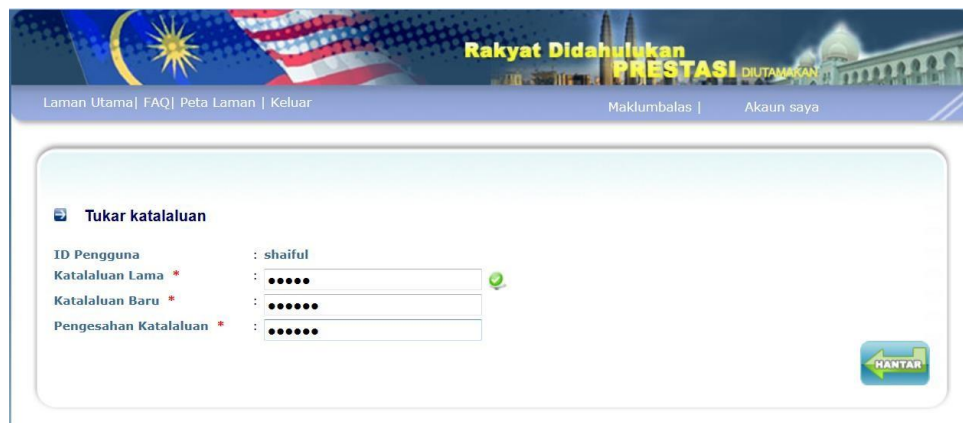 Rakyat Didahulukan
PRESTASI DIUTAMAKAN
Laman Utama| FAQ| Peta Laman | Keluar
Maklumbalas | Akaun saya
Tukar katalaluan
ID Pengguna : shaiful
Katalaluan Lama * : •••••
Katalaluan Baru * : ••••••
Pengesahan Katalaluan * : ••••••
HANTAR